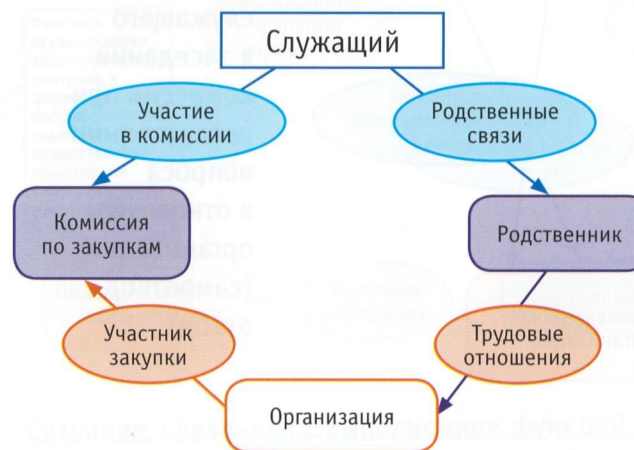 Служащий
Участие
в комиссии
Родственные
связи
Комиссия
по закупкам
Родственник
Участник
закупки
Трудовые
отношения
Организация